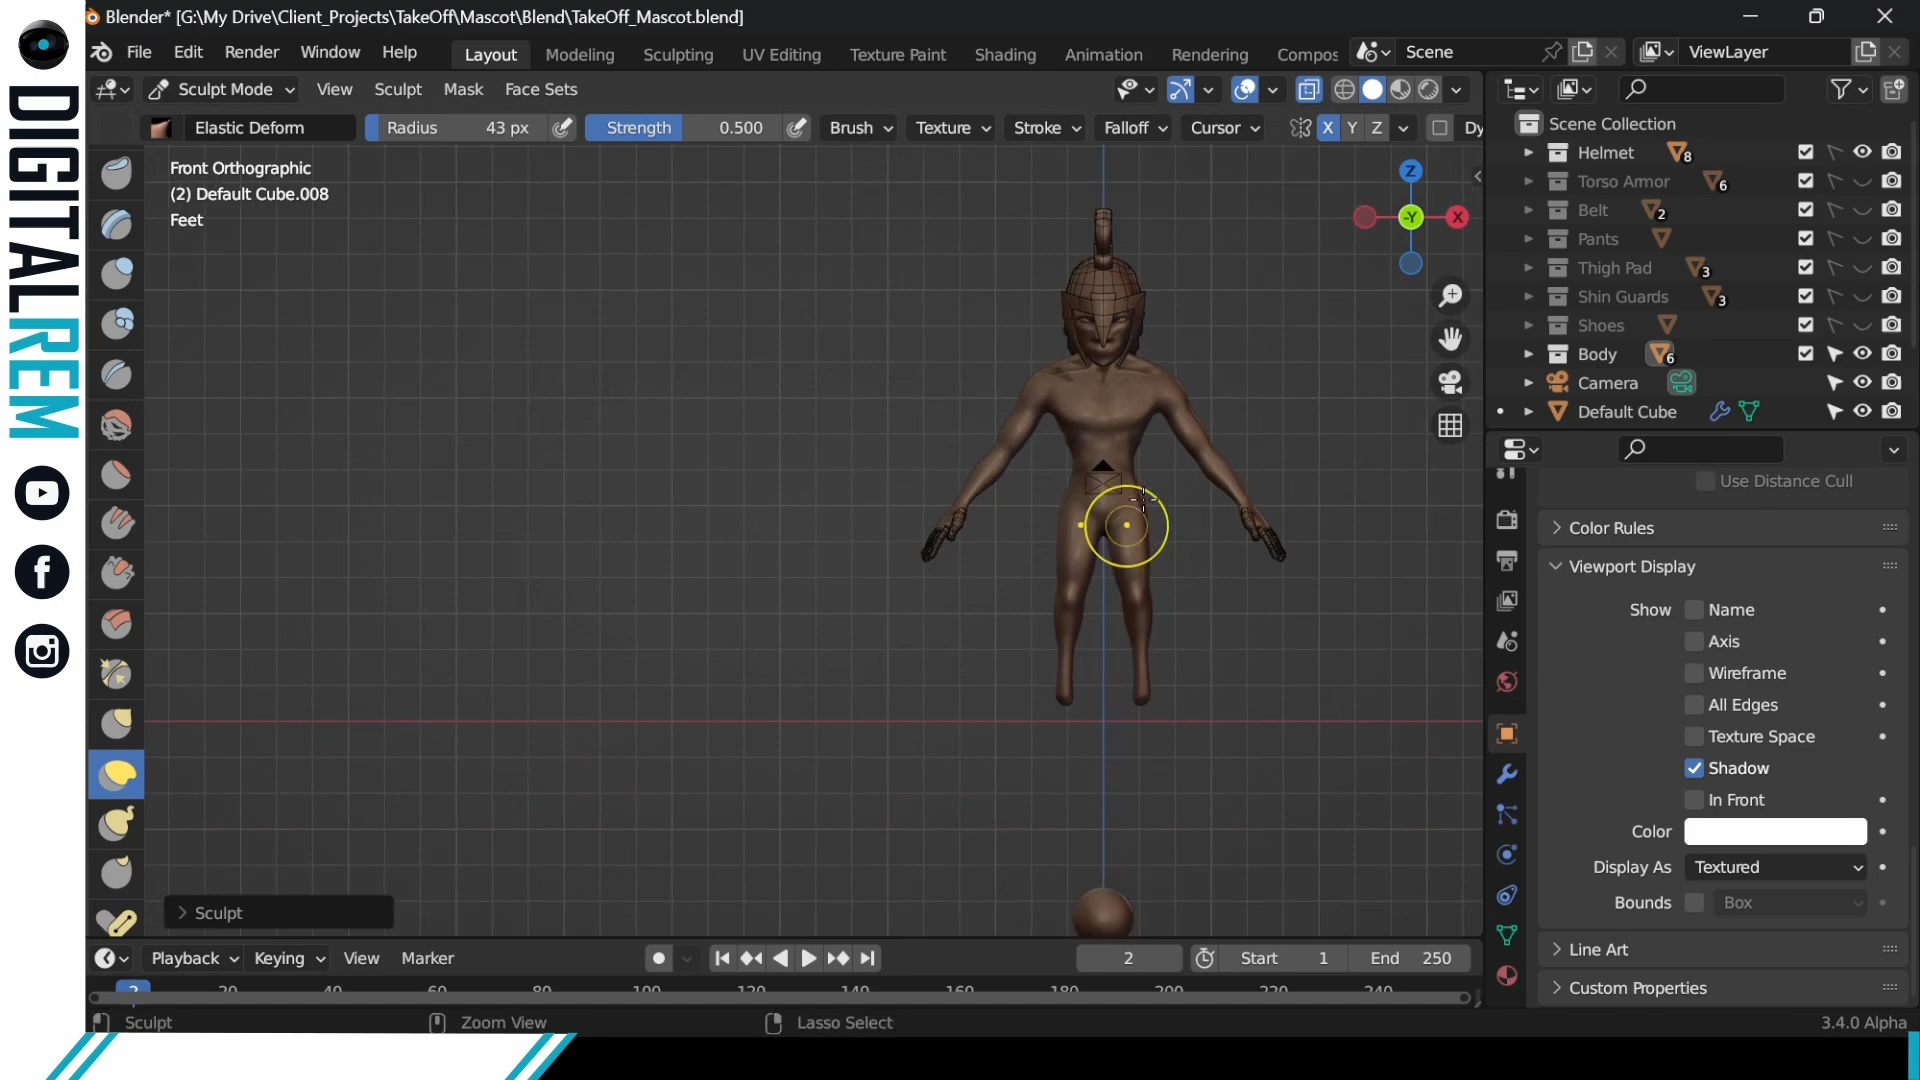 Blender* [G:\My Drive\Client_Projects\TakeOff\Mascot\Blend\TakeOff_Mascot.blend]
File Edit Render Window Help Layout Modeling Sculpting UV Editing Texture Paint Shading Animation Rendering Compos Scene ViewLayer
Sculpt Mode View Sculpt Mask Face Sets
Elastic Deform Radius 43 px Strength 0.500 Brush Texture Stroke Falloff Cursor X Y Z Dy
Front Orthographic
(2) Default Cube.008
Feet
Z
-Y
X
Scene Collection
Helmet 8
Torso Armor 6
Belt 2
Pants
Thigh Pad 3
Shin Guards 3
Shoes
Body 6
Camera
Default Cube
Use Distance Cull
Color Rules
Viewport Display
Show Name
Axis
Wireframe
All Edges
Texture Space
Shadow
In Front
Color
Display As Textured
Bounds Box
Line Art
Custom Properties
Sculpt
Playback Keying View Marker 2 Start 1 End 250
2 20 40 60 80 100 120 140 160 180 200 220 240
Sculpt Zoom View Lasso Select 3.4.0 Alpha
DIGITALREM